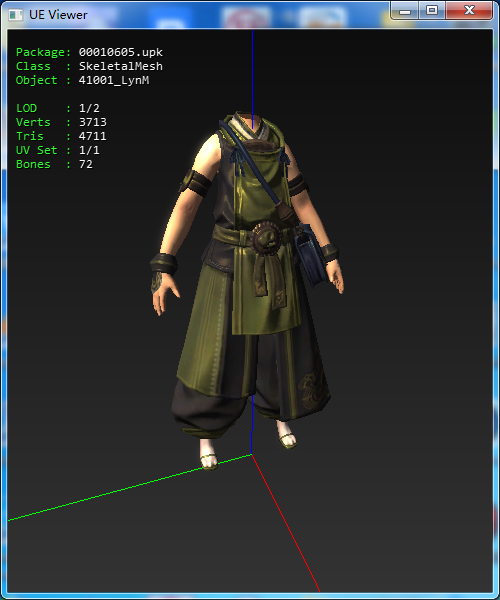 UE Viewer
Package: 00010605.upk
Class : SkeletalMesh
Object : 41001_LynM
LOD : 1/2
Verts : 3713
Tris : 4711
UV Set : 1/1
Bones : 72